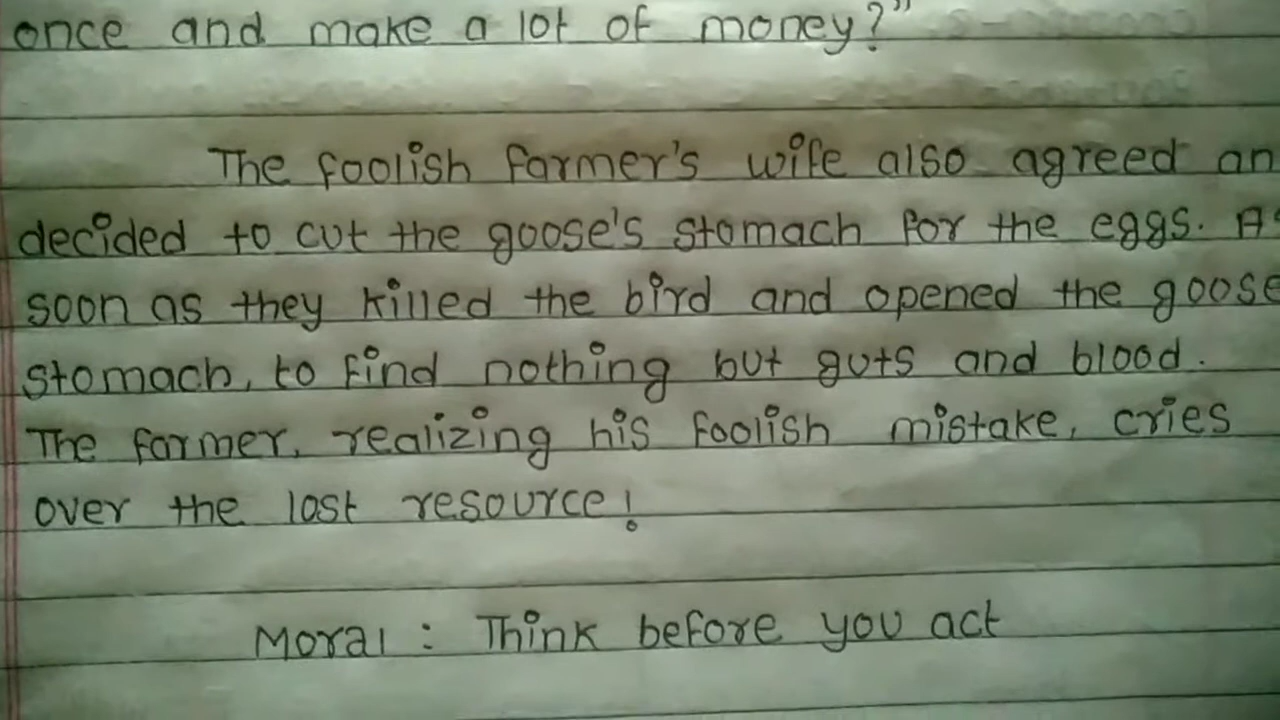 once and make a lot of money?"
The foolish farmer's wife also agreed an
decided to cut the goose's stomach for the eggs. As
soon as they killed the bird and opened the goose
stomach, to find nothing but guts and blood.
The farmer, realizing his foolish mistake, cries
over the lost resource!
Moral : Think before you act